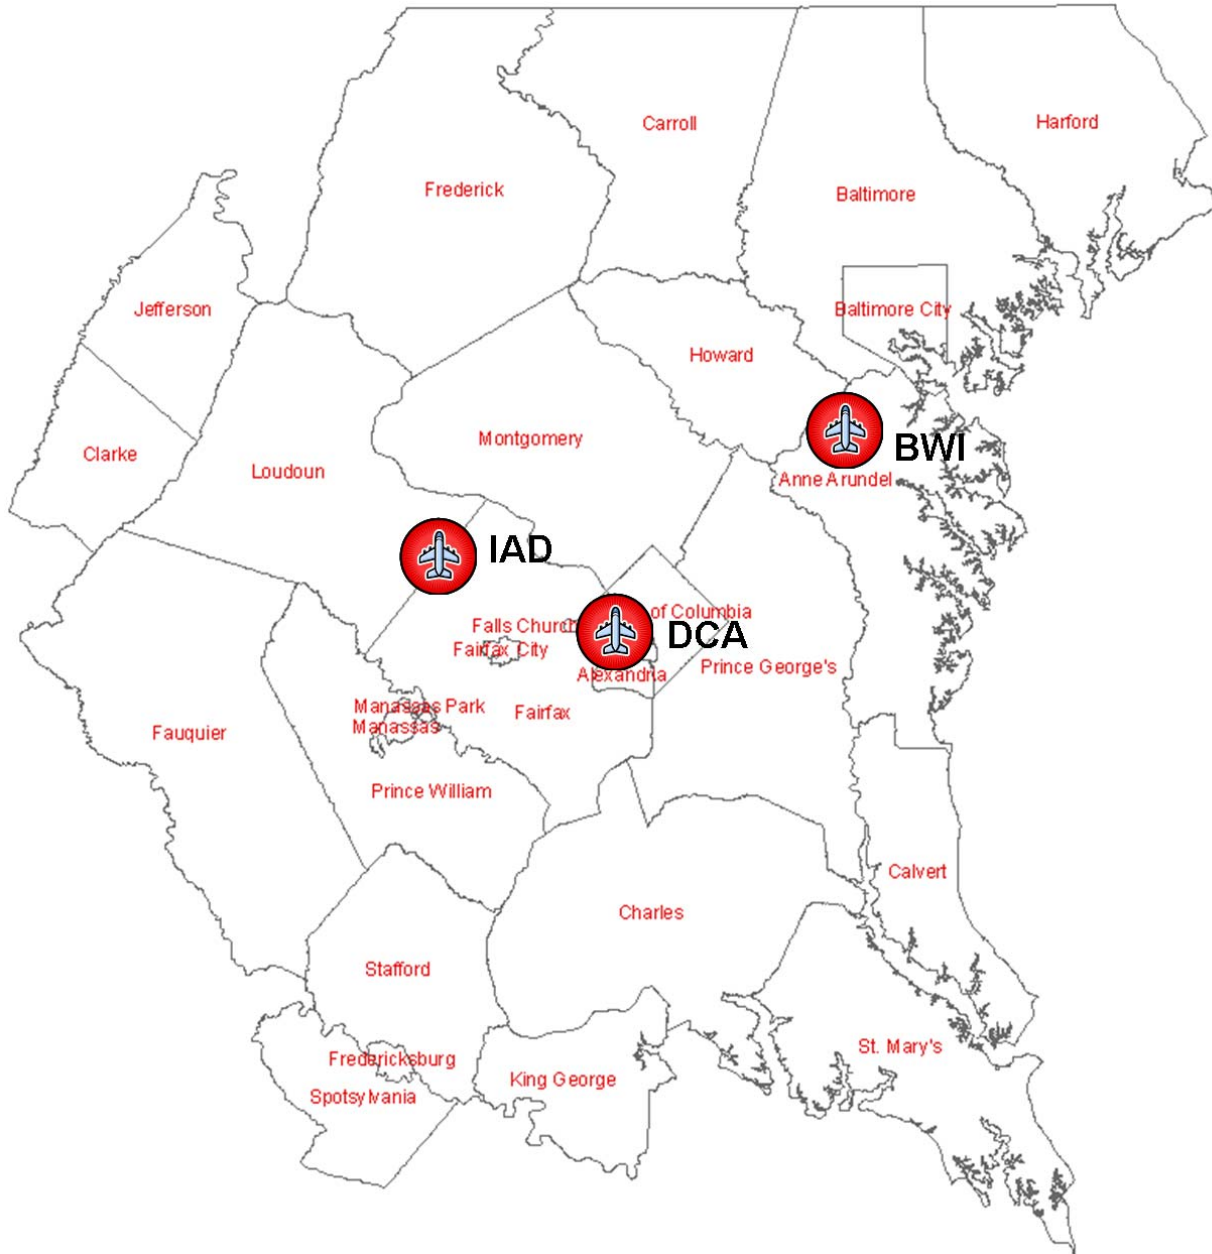 Carroll
Harford
Frederick
Baltimore
Jefferson
Baltimore City
Howard
Montgomery
BWI
Clarke
Loudoun
Anne Arundel
IAD
of Columbia
Falls Church
DCA
Fairfax City
Prince George's
Alexandria
Manassas Park
Fairfax
Manassas
Fauquier
Prince William
Calvert
Charles
Stafford
St. Mary's
Fredericksburg
King George
Spotsylvania